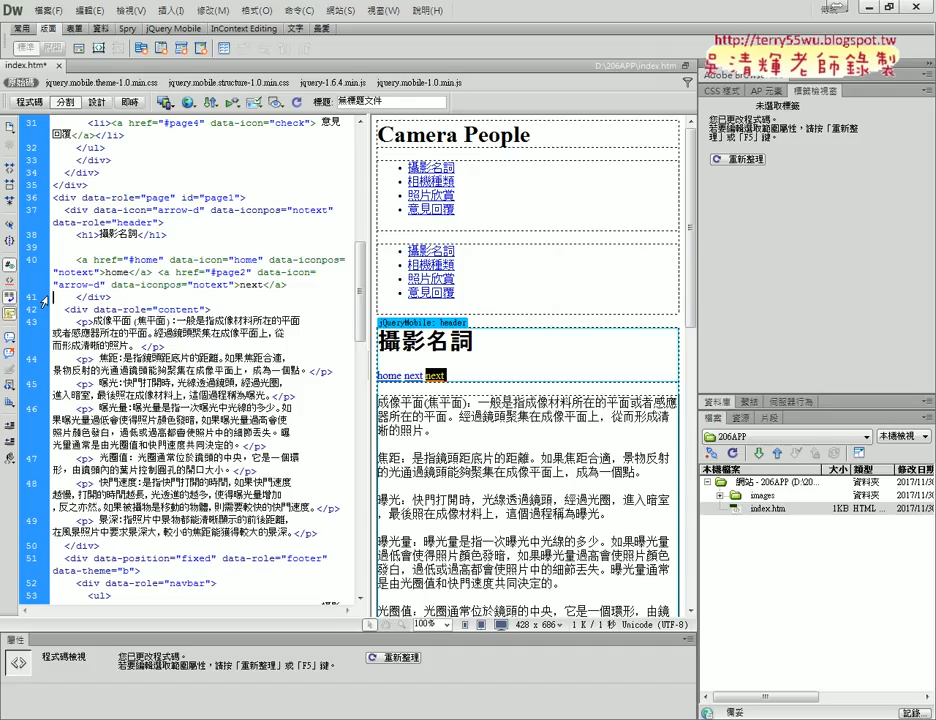 Dw 檔案(F) 編輯(E) 檢視(V) 插入(I) 修改(M) 格式(O) 命令(C) 網站(S) 視窗(W) 說明(H)
常用 版面 表單 資料 Spry jQuery Mobile InContext Editing 文字 最愛
標準 展開
http://terry55wu.blogspot.tw
吳清輝老師錄製
index.htm* × D:\206APP\index.htm
原始碼 jquery.mobile.theme-1.0.min.css jquery.mobile.structure-1.0.min.css jquery-1.6.4.min.js jquery.mobile-1.0.min.js
程式碼 分割 設計 即時 標題: 無標題文件
CSS 樣式 AP 元素 標籤檢視器
未選取標籤
您已更改程式碼。
若要編輯選取範圍屬性，請按「重新整
理」或「F5」鍵。
重新整理
31 <li><a href="#page4" data-icon="check"> 意見
回覆</a></li>
32 </ul>
33 </div>
34 </div>
35 </div>
36 <div data-role="page" id="page1">
37 <div data-icon="arrow-d" data-iconpos="notext"
data-role="header">
38 <h1>攝影名詞</h1>
39
40 <a href="#home" data-icon="home" data-iconpos=
"notext">home</a> <a href="#page2" data-icon=
"arrow-d" data-iconpos="notext">next</a>
41 </div>
42 <div data-role="content">
43 <p>成像平面(焦平面):一般是指成像材料所在的平面
或者感應器所在的平面。經過鏡頭聚集在成像平面上，從
而形成清晰的照片。
44 <p> 焦距:是指鏡頭距底片的距離。如果焦距合適，
景物反射的光通過鏡頭能夠聚集在成像平面上，成為一個點。</p>
45 <p> 曝光:快門打開時，光線透過鏡頭，經過光圈，
進入暗室，最後照在成像材料上，這個過程稱為曝光。</p>
46 <p> 曝光量:曝光量是指一次曝光中光線的多少。如
果曝光量過低會使得照片顏色發暗，如果曝光量過高會使得
照片顏色發白，過低或過高都會使照片中的細節丟失。曝
光量通常是由光圈值和快門速度共同決定的。</p>
47 <p> 光圈值: 光圈通常位於鏡頭的中央，它是一個環
形，由鏡頭內的葉片控制圓孔的開口大小。</p>
48 <p> 快門速度:是指快門打開的時間，如果快門速度
越慢，打開的時間越長，光透進的越多，使得曝光量增加
，反之亦然。如果被攝物是移動的物體，則需要較快的快門速度。</p>
49 <p> 景深:指照片中景物都能清晰顯示的前後距離，
在風景照片中要求景深大，較小的焦距能獲得較大的景深。</p>
50 </div>
51 <div data-position="fixed" data-role="footer"
data-theme="b">
52 <div data-role="navbar">
53 <ul>
Camera People
攝影名詞
相機種類
照片欣賞
意見回覆
攝影名詞
相機種類
照片欣賞
意見回覆
jQueryMobile: header
攝影名詞
home next next
成像平面(焦平面)：一般是指成像材料所在的平面或者感應
器所在的平面。經過鏡頭聚集在成像平面上，從而形成清
晰的照片。
焦距：是指鏡頭距底片的距離。如果焦距合適，景物反射
的光通過鏡頭能夠聚集在成像平面上，成為一個點。
曝光，快門打開時，光線透過鏡頭，經過光圈，進入暗室
，最後照在成像材料上，這個過程稱為曝光。
曝光量：曝光量是指一次曝光中光線的多少。如果曝光量
過低會使得照片顏色發暗，如果曝光量過高會使得照片顏
色發白，過低或過高都會使照片中的細節丟失。曝光量通常
是由光圈值和快門速度共同決定的。
光圈值：光圈通常位於鏡頭的中央，它是一個環形，由鏡
100% 428 x 686 1 K / 1 秒 Unicode (UTF-8)
資料庫 繫結 伺服器行為
檔案 資源 片段
206APP 本機檢視
本機檔案 大小 類型 修改日
網站 - 206APP (D:\20... 資料夾 2017/11/30
images 資料夾 2017/11/30
index.htm 1KB HTML ... 2017/11/30
屬性
程式碼檢視
您已更改程式碼。
若要編輯選取範圍屬性，請按「重新整理」或「F5」鍵。
重新整理
備妥 記錄...